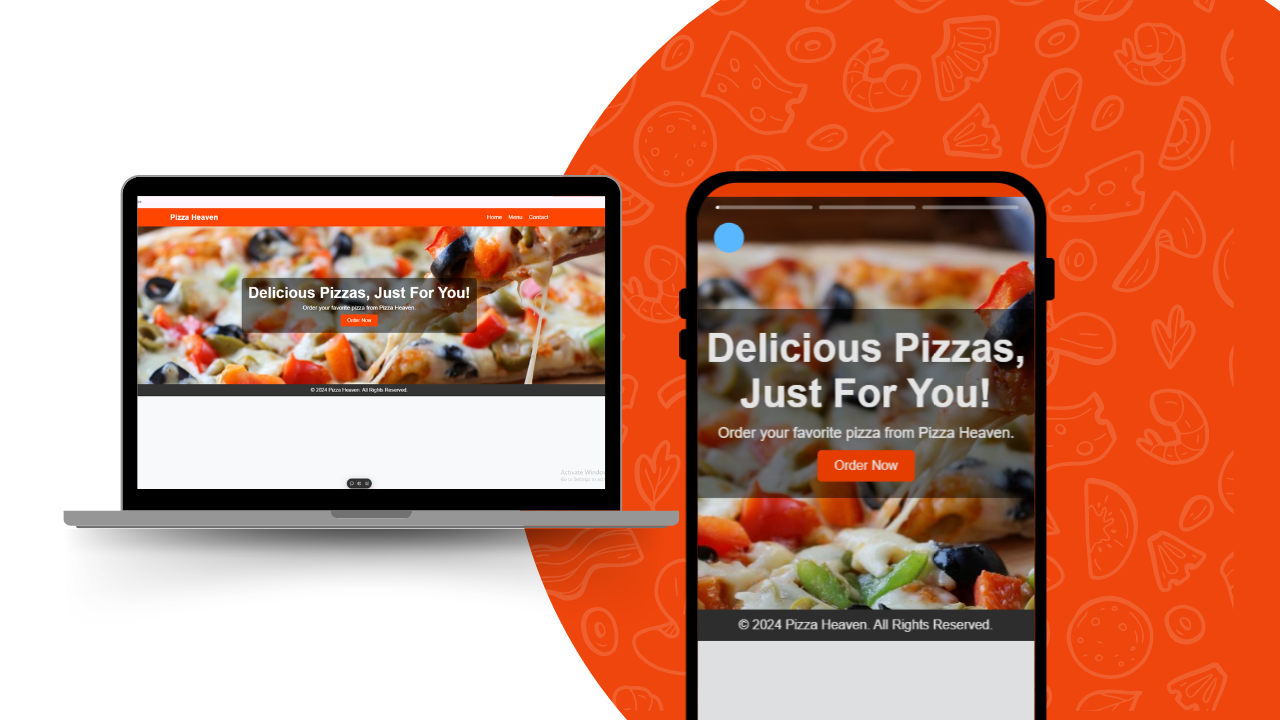 Pizza Heaven
Home Menu Contact
Delicious Pizzas, Just For You!
Order your favorite pizza from Pizza Heaven.
Order Now
© 2024 Pizza Heaven. All Rights Reserved.
Activate Windo
Delicious Pizzas,
Just For You!
Order your favorite pizza from Pizza Heaven.
Order Now
© 2024 Pizza Heaven. All Rights Reserved.